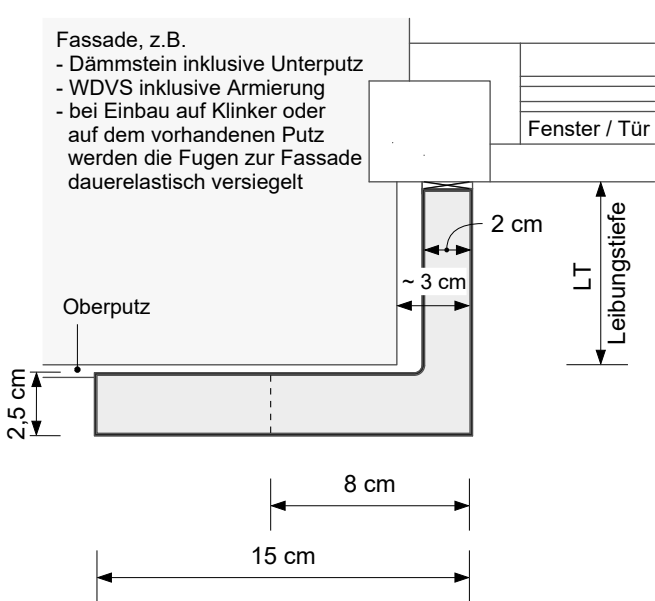 Fassade, z.B.
- Dämmstein inklusive Unterputz
- WDVS inklusive Armierung
- bei Einbau auf Klinker oder
auf dem vorhandenen Putz
werden die Fugen zur Fassade
dauerelastisch versiegelt
Fenster / Tür
2 cm
~ 3 cm
LT
Leibungstiefe
Oberputz
2,5 cm
8 cm
15 cm